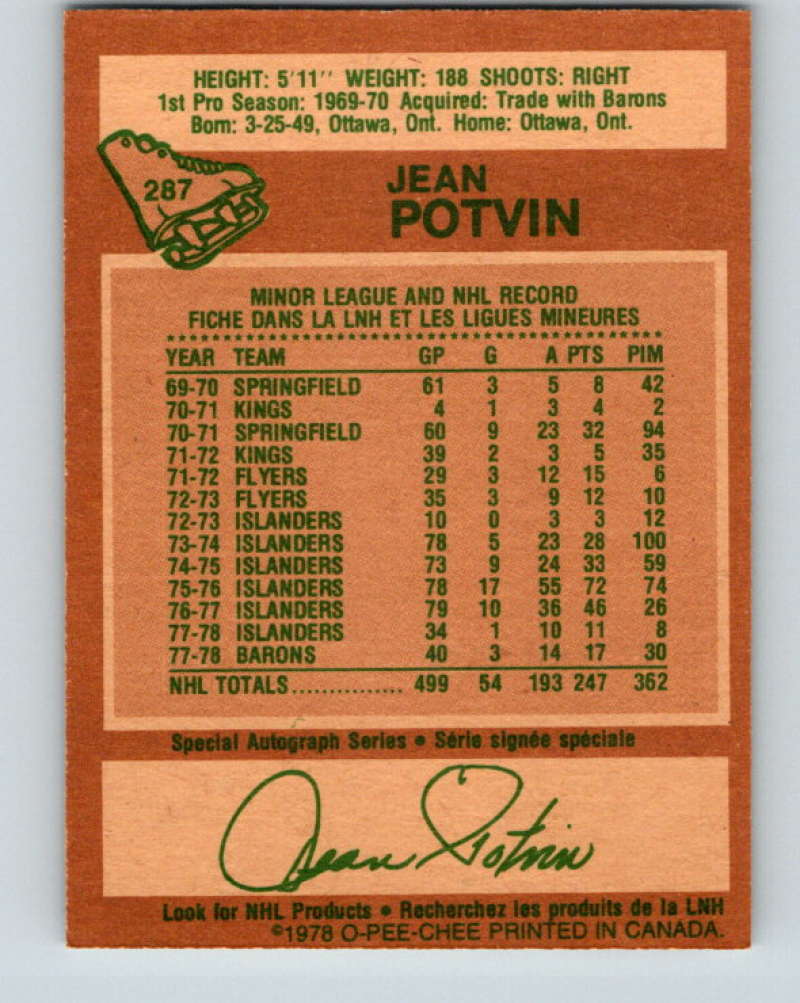 HEIGHT: 5'11'' WEIGHT: 188 SHOOTS: RIGHT
1st Pro Season: 1969-70 Acquired: Trade with Barons
Born: 3-25-49, Ottawa, Ont. Home: Ottawa, Ont.
287
JEAN
POTVIN
MINOR LEAGUE AND NHL RECORD
FICHE DANS LA LNH ET LES LIGUES MINEURES
YEAR TEAM GP G A PTS PIM
69-70 SPRINGFIELD 61 3 5 8 42
70-71 KINGS 4 1 3 4 2
70-71 SPRINGFIELD 60 9 23 32 94
71-72 KINGS 39 2 3 5 35
71-72 FLYERS 29 3 12 15 6
72-73 FLYERS 35 3 9 12 10
72-73 ISLANDERS 10 0 3 3 12
73-74 ISLANDERS 78 5 23 28 100
74-75 ISLANDERS 73 9 24 33 59
75-76 ISLANDERS 78 17 55 72 74
76-77 ISLANDERS 79 10 36 46 26
77-78 ISLANDERS 34 1 10 11 8
77-78 BARONS 40 3 14 17 30
NHL TOTALS............... 499 54 193 247 362
Special Autograph Series • Série signée spéciale
Jean Potvin
Look for NHL Products • Recherchez les produits de la LNH
©1978 O-PEE-CHEE PRINTED IN CANADA.